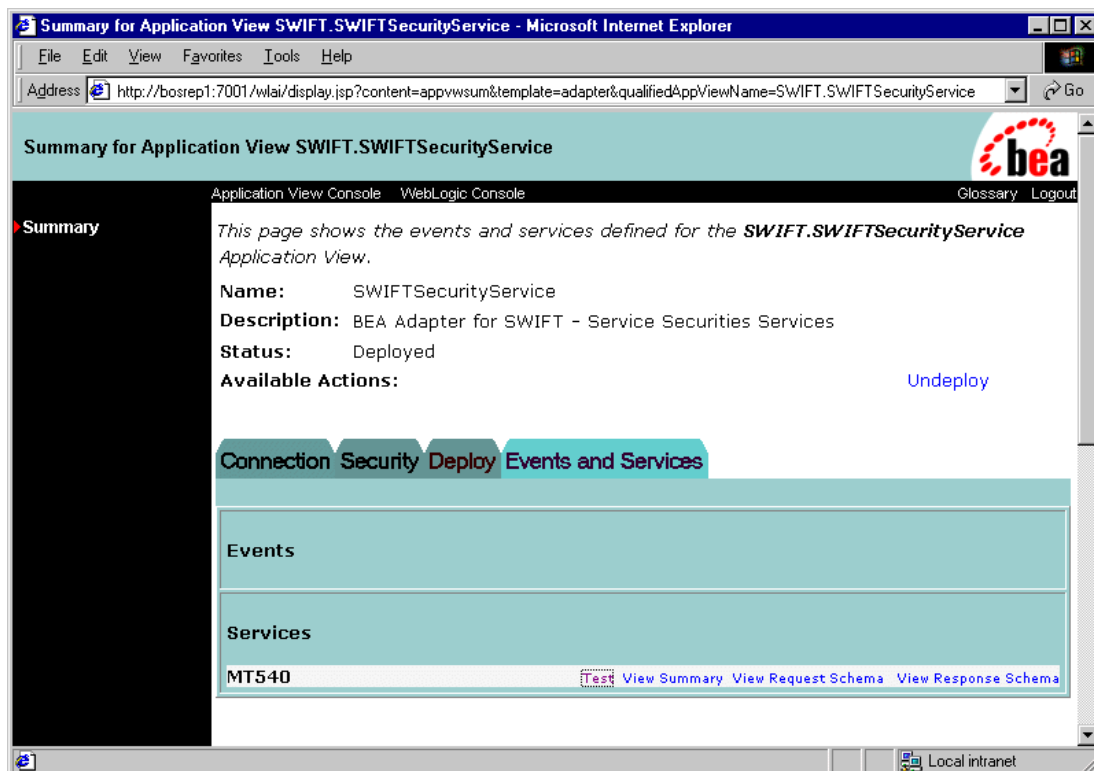 Summary for Application View SWIFT.SWIFTSecurityService - Microsoft Internet Explorer
File Edit View Favorites Tools Help
Address http://bosrep1:7001/wlai/display.jsp?content=appvwsum&template=adapter&qualifiedAppViewName=SWIFT.SWIFTSecurityService Go
Summary for Application View SWIFT.SWIFTSecurityService
bea
Application View Console WebLogic Console Glossary Logout
Summary
This page shows the events and services defined for the SWIFT.SWIFTSecurityService
Application View.
Name: SWIFTSecurityService
Description: BEA Adapter for SWIFT - Service Securities Services
Status: Deployed
Available Actions: Undeploy
Connection Security Deploy Events and Services
Events
Services
MT540 Test View Summary View Request Schema View Response Schema
Local intranet